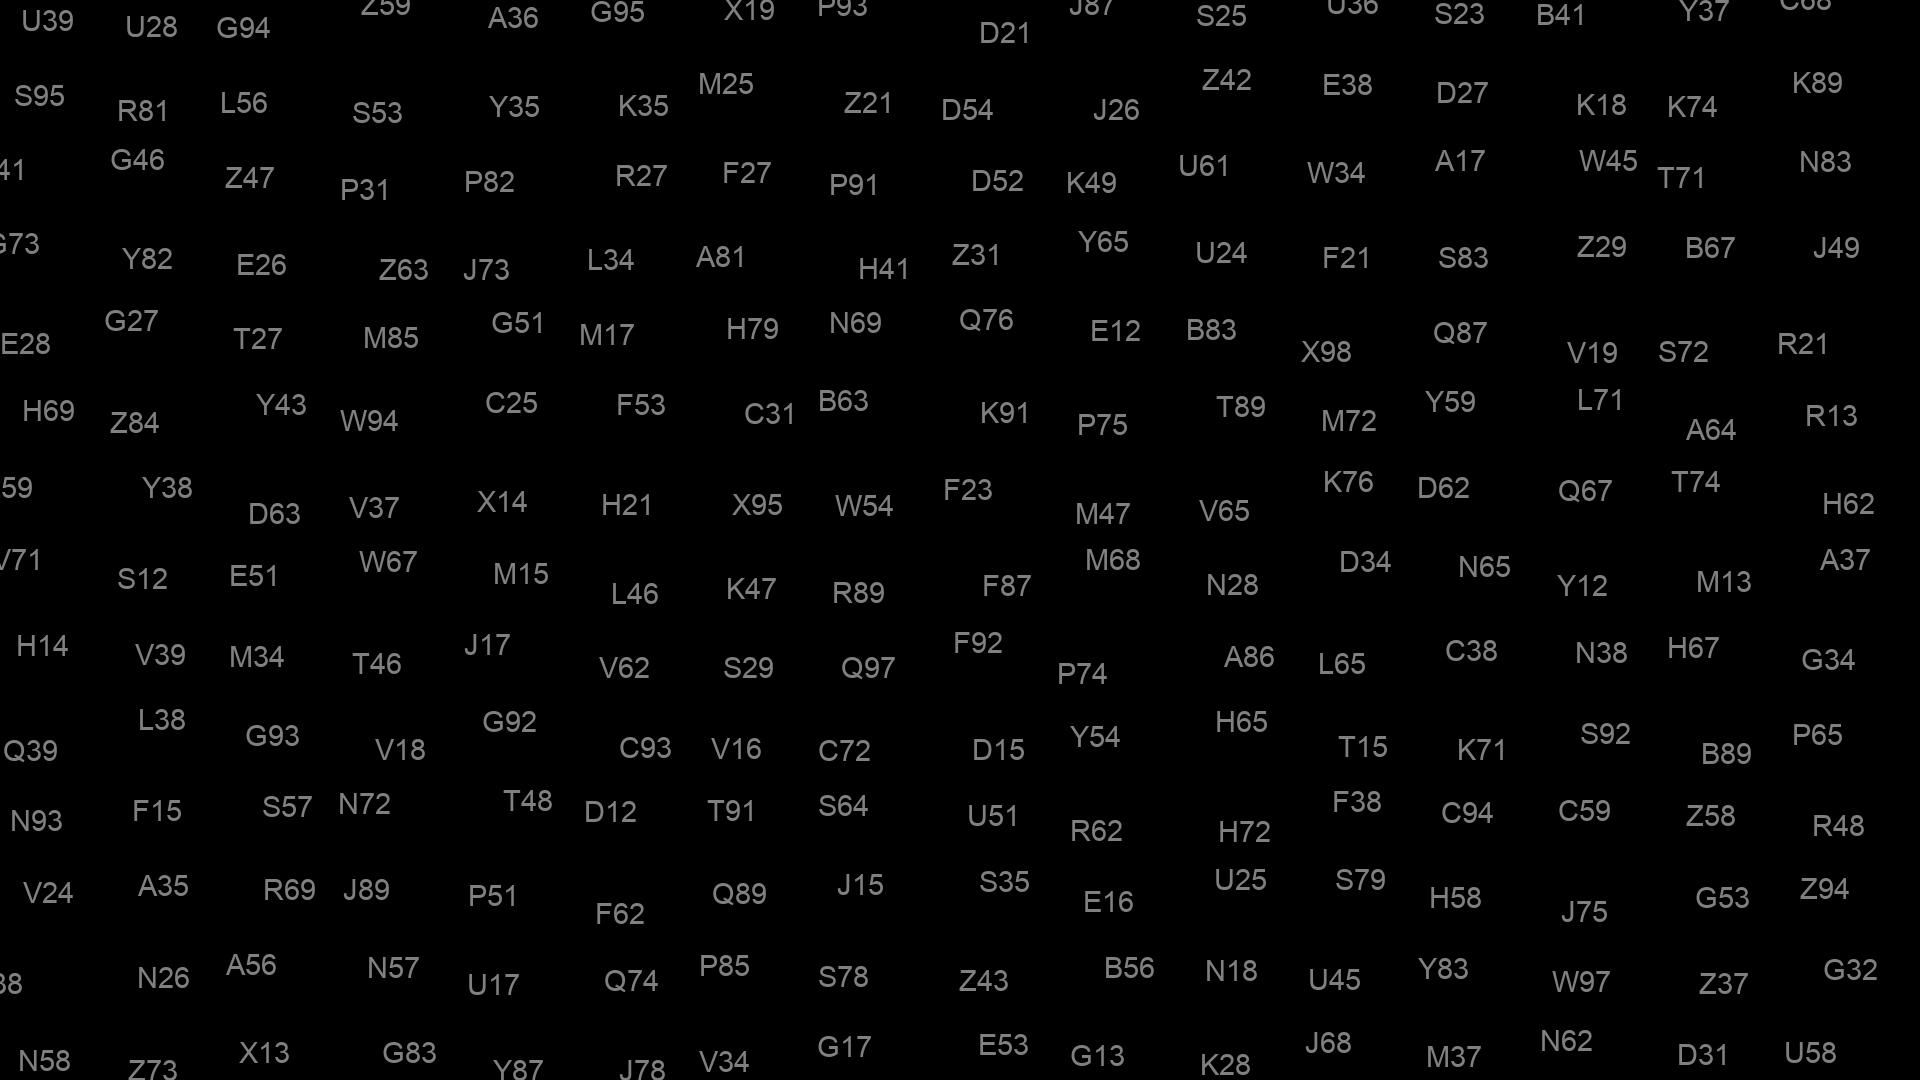 U39 U28 G94 Z59 A36 G95 X19 P93 D21 J87 S25 U36 S23 B41 Y37 C68
S95 R81 L56 S53 Y35 K35 M25 Z21 D54 J26 Z42 E38 D27 K18 K74 K89
41 G46 Z47 P31 P82 R27 F27 P91 D52 K49 U61 W34 A17 W45 T71 N83
G73 Y82 E26 Z63 J73 L34 A81 H41 Z31 Y65 U24 F21 S83 Z29 B67 J49
E28 G27 T27 M85 G51 M17 H79 N69 Q76 E12 B83 X98 Q87 V19 S72 R21
H69 Z84 Y43 W94 C25 F53 C31 B63 K91 P75 T89 M72 Y59 L71 A64 R13
59 Y38 D63 V37 X14 H21 X95 W54 F23 M47 V65 K76 D62 Q67 T74 H62
V71 S12 E51 W67 M15 L46 K47 R89 F87 M68 N28 D34 N65 Y12 M13 A37
H14 V39 M34 T46 J17 V62 S29 Q97 F92 P74 A86 L65 C38 N38 H67 G34
Q39 L38 G93 V18 G92 C93 V16 C72 D15 Y54 H65 T15 K71 S92 B89 P65
N93 F15 S57 N72 T48 D12 T91 S64 U51 R62 H72 F38 C94 C59 Z58 R48
V24 A35 R69 J89 P51 F62 Q89 J15 S35 E16 U25 S79 H58 J75 G53 Z94
38 N26 A56 N57 U17 Q74 P85 S78 Z43 B56 N18 U45 Y83 W97 Z37 G32
N58 Z73 X13 G83 Y87 J78 V34 G17 E53 G13 K28 J68 M37 N62 D31 U58